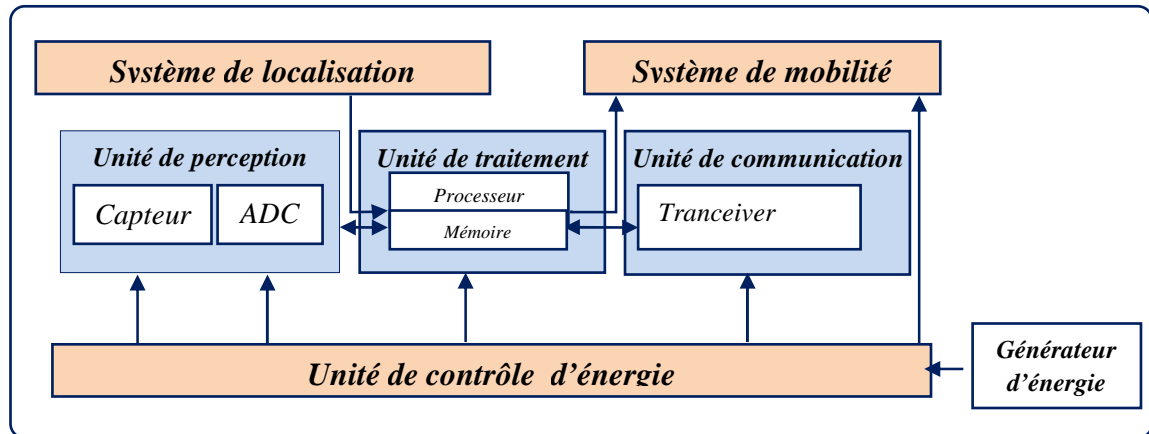 Système de localisation
Système de mobilité
Unité de perception
Capteur
ADC
Unité de traitement
Processeur
Mémoire
Unité de communication
Tranceiver
Unité de contrôle d'énergie
Générateur
d'énergie